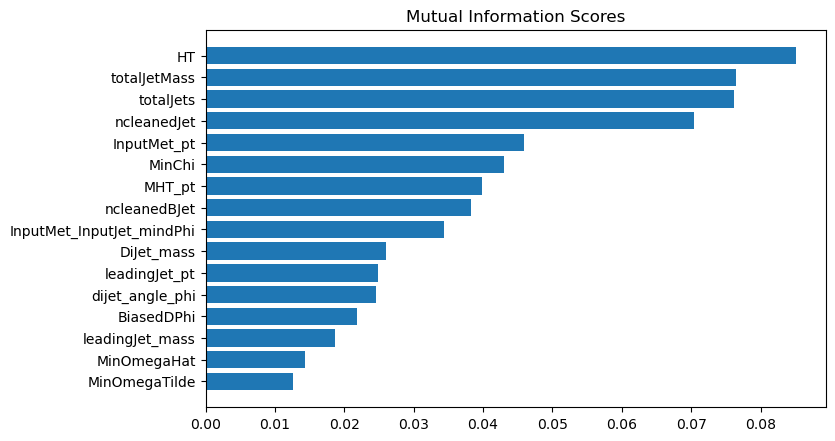 Mutual Information Scores
HT
totalJetMass
totalJets
ncleanedJet
InputMet_pt
MinChi
MHT_pt
ncleanedBJet
InputMet_InputJet_mindPhi
DiJet_mass
leadingJet_pt
dijet_angle_phi
BiasedDPhi
leadingJet_mass
MinOmegaHat
MinOmegaTilde
0.00 0.01 0.02 0.03 0.04 0.05 0.06 0.07 0.08